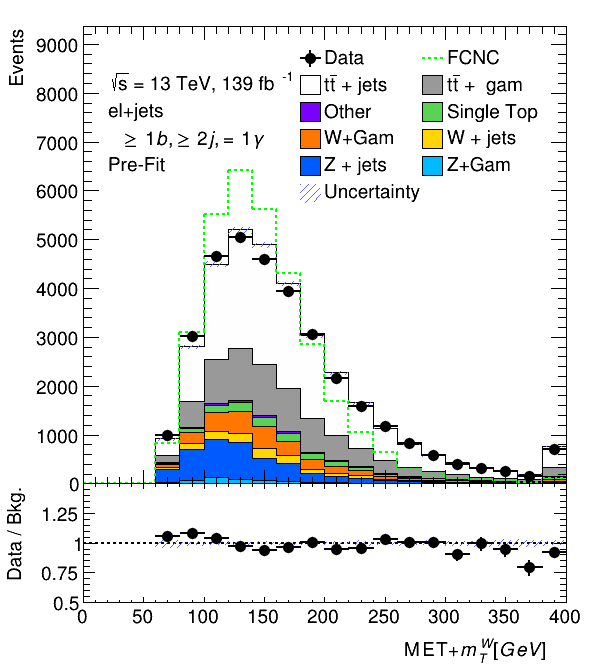 Events
9000
8000
7000
6000
5000
4000
3000
2000
1000
0
√s = 13 TeV, 139 fb⁻¹
el+jets
≥ 1b, ≥ 2j, = 1γ
Pre-Fit
Data FCNC
tt̄ + jets tt̄ + gam
Other Single Top
W+Gam W + jets
Z + jets Z+Gam
Uncertainty
Data / Bkg.
1.25
1
0.75
0.5
0 50 100 150 200 250 300 350 400
MET+m_T^W[GeV]